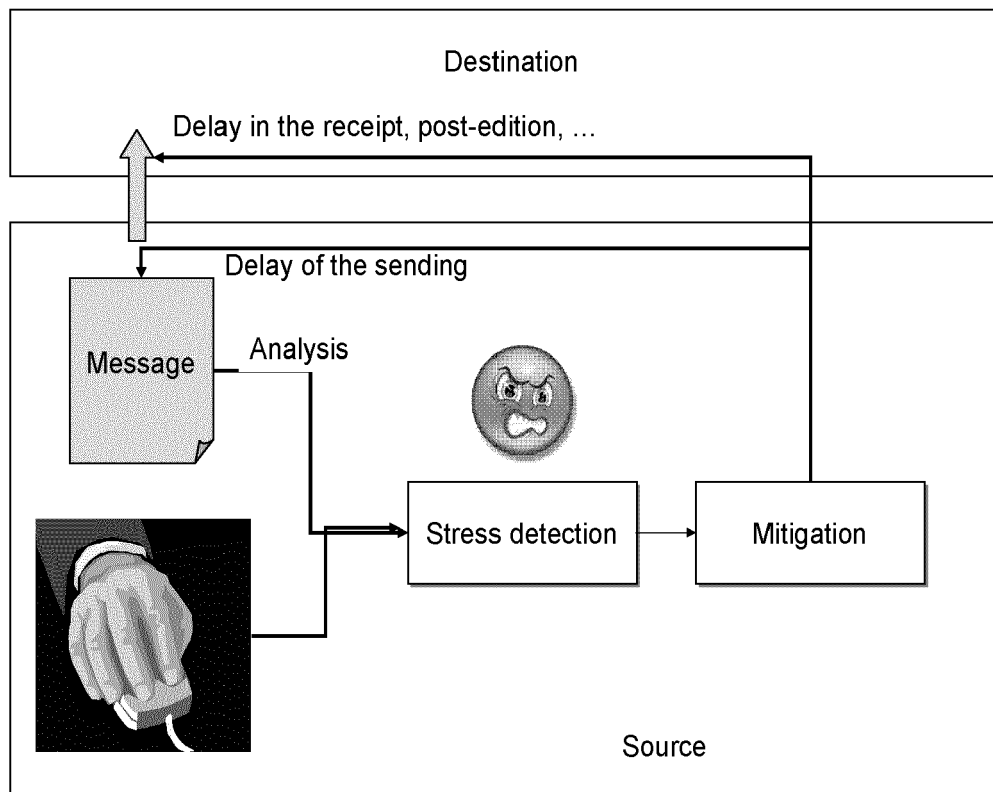 Destination
Delay in the receipt, post-edition, ...
Delay of the sending
Message
Analysis
Stress detection
Mitigation
Source